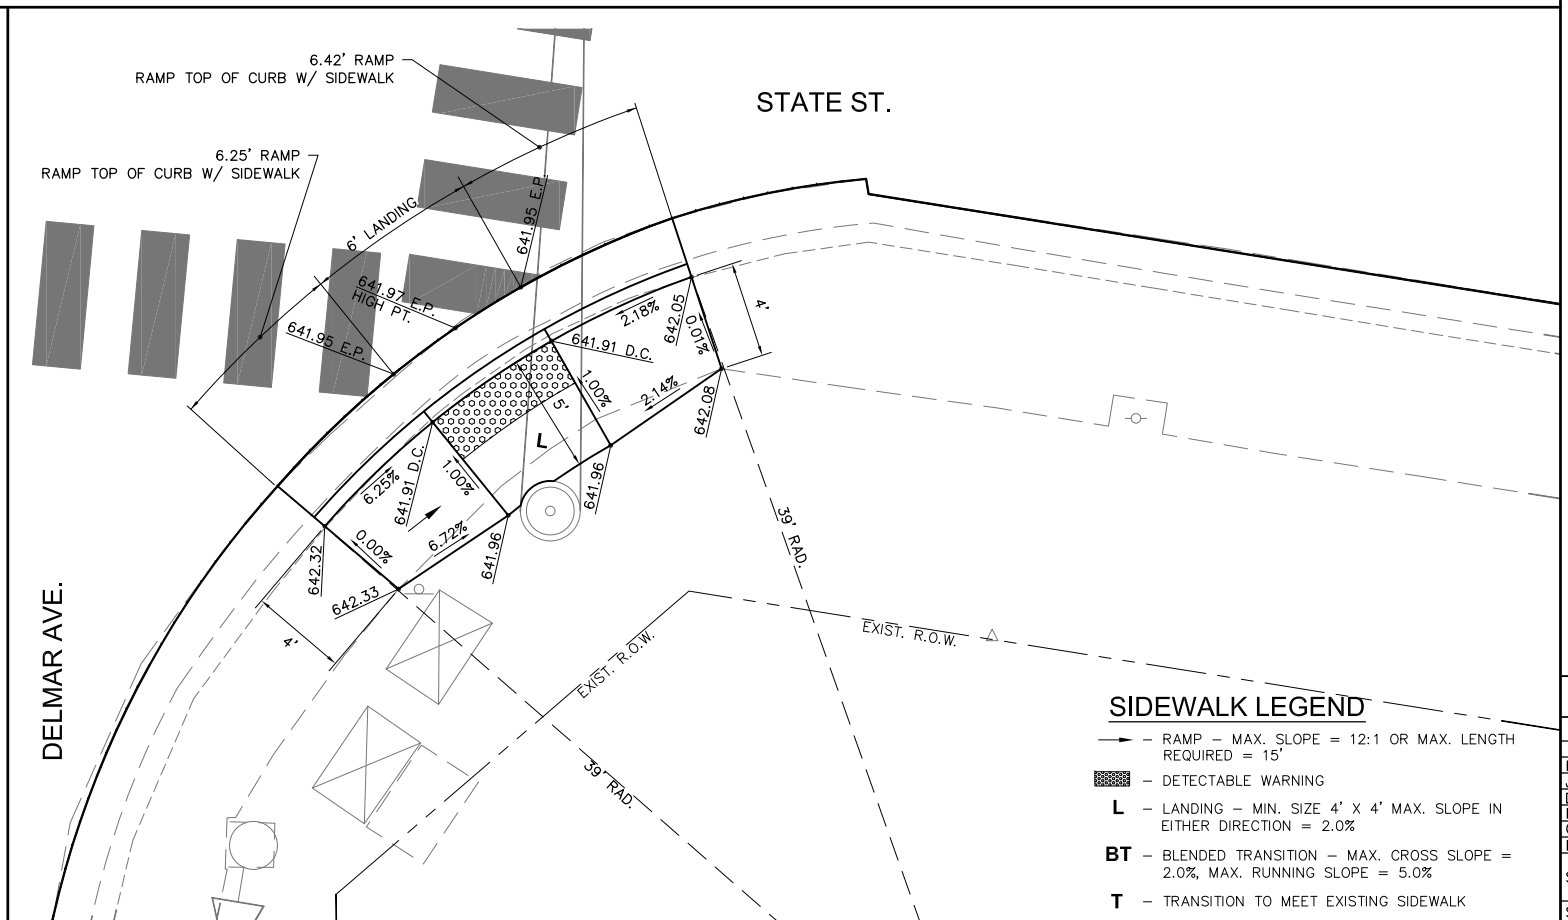 6.42' RAMP
RAMP TOP OF CURB W/ SIDEWALK
STATE ST.
6.25' RAMP
RAMP TOP OF CURB W/ SIDEWALK
6' LANDING
641.95 E.P.
641.97 E.P.
HIGH PT.
641.95 E.P.
2.18%
642.05
0.01%
4'
641.91 D.C.
1.00%
2.14%
642.08
5'
L
641.91 D.C.
1.00%
6.25%
641.96
6.72%
641.96
0.00%
642.32
642.33
4'
39' RAD.
39' RAD.
EXIST. R.O.W.
EXIST. R.O.W.
DELMAR AVE.
SIDEWALK LEGEND
– RAMP – MAX. SLOPE = 12:1 OR MAX. LENGTH
REQUIRED = 15'
– DETECTABLE WARNING
L – LANDING – MIN. SIZE 4' X 4' MAX. SLOPE IN
EITHER DIRECTION = 2.0%
BT – BLENDED TRANSITION – MAX. CROSS SLOPE =
2.0%, MAX. RUNNING SLOPE = 5.0%
T – TRANSITION TO MEET EXISTING SIDEWALK